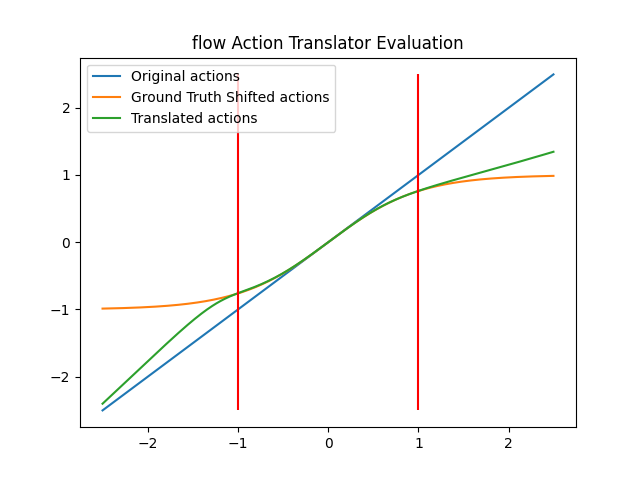 flow Action Translator Evaluation
Original actions
Ground Truth Shifted actions
Translated actions
2
1
0
−1
−2
−2
−1
0
1
2